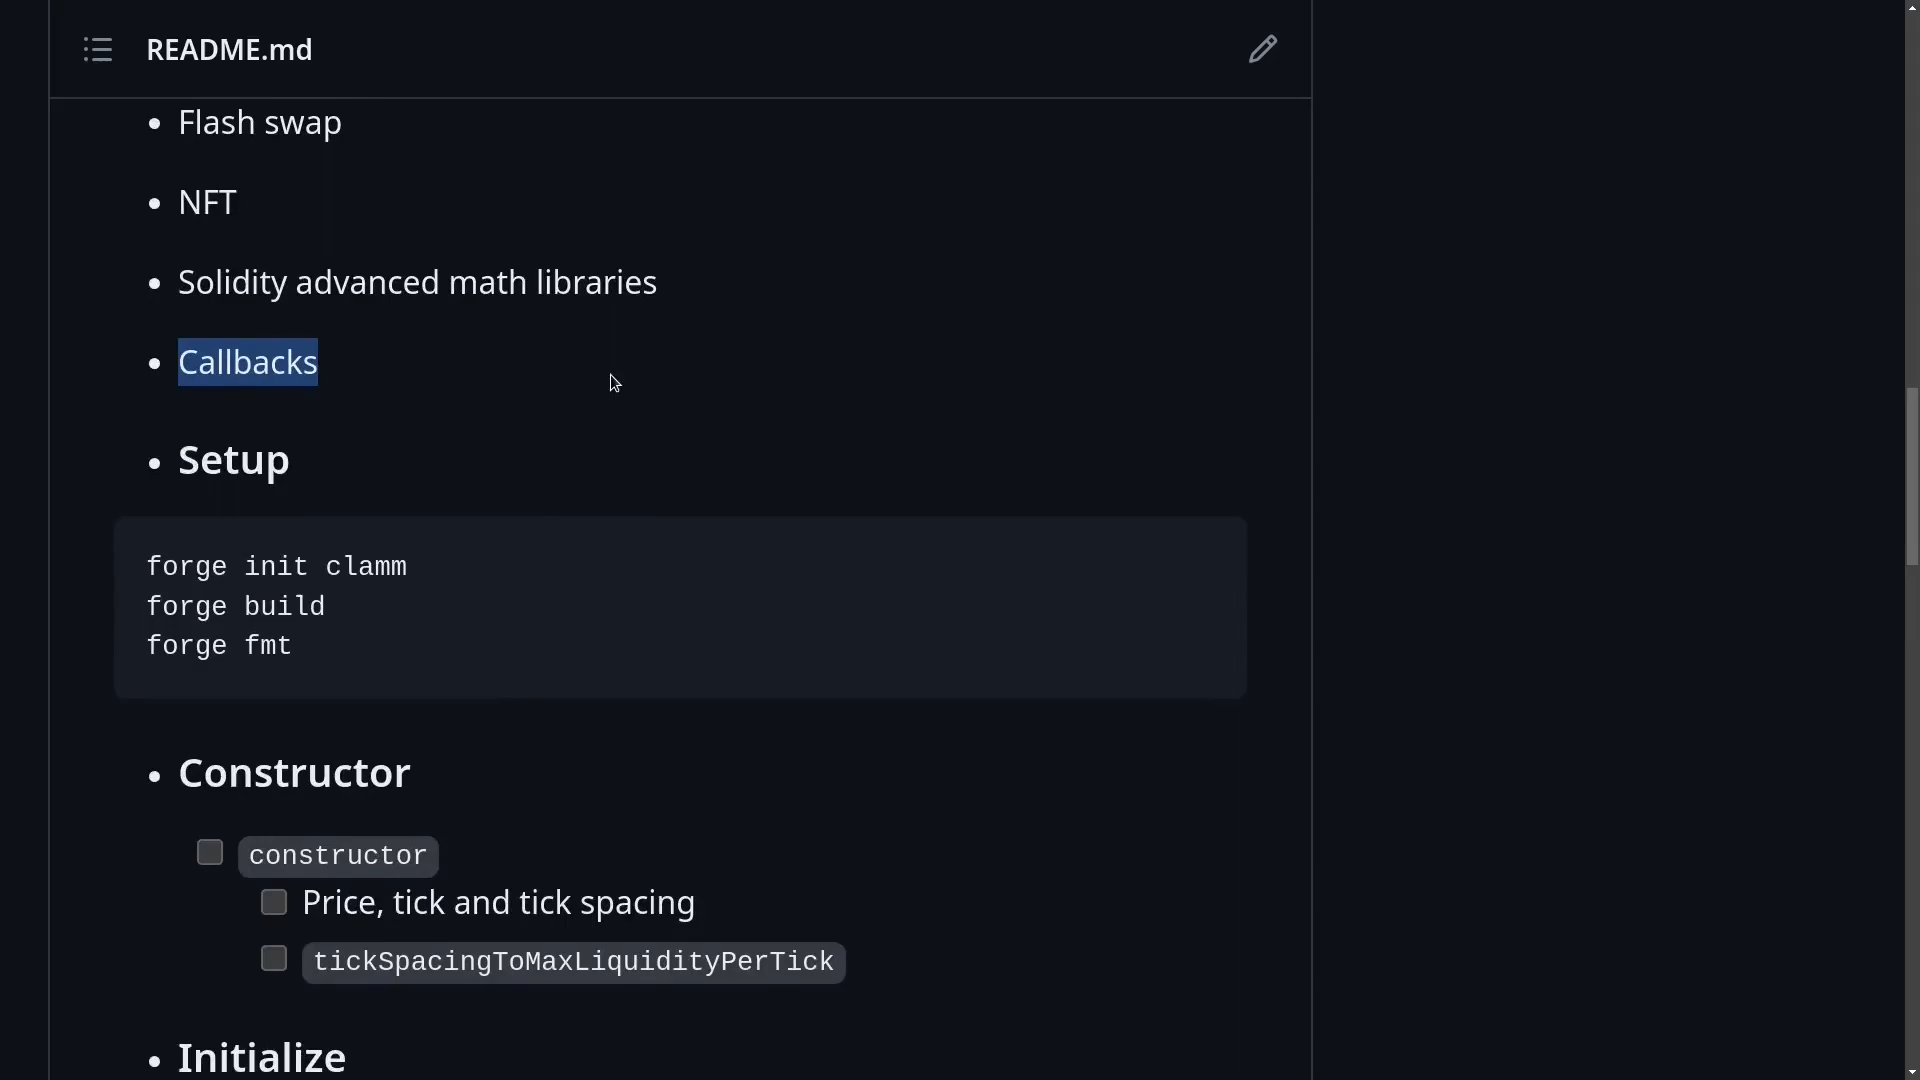 README.md
Flash swap
NFT
Solidity advanced math libraries
Callbacks
Setup
forge init clamm
forge build
forge fmt
Constructor
constructor
Price, tick and tick spacing
tickSpacingToMaxLiquidityPerTick
Initialize